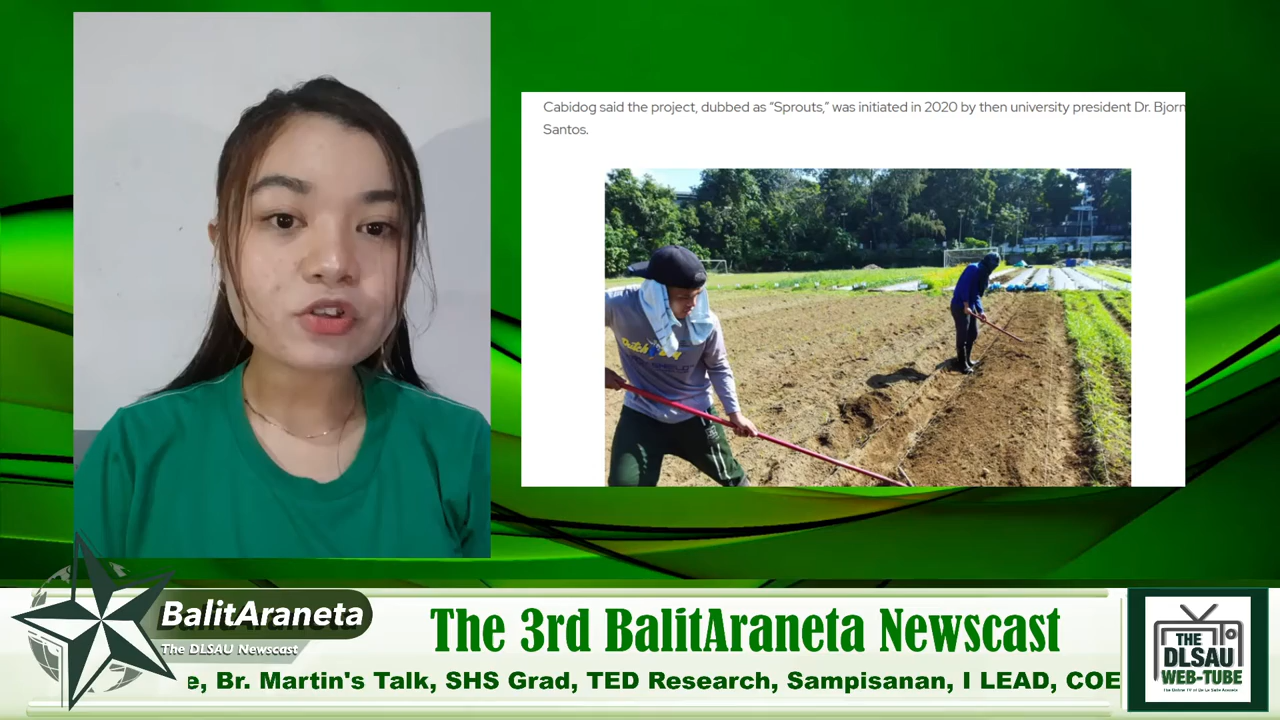 Cabidog said the project, dubbed as “Sprouts,” was initiated in 2020 by then university president Dr. Bjorn
Santos.
BalitAraneta
The DLSAU Newscast
The 3rd BalitAraneta Newscast
e, Br. Martin's Talk, SHS Grad, TED Research, Sampisanan, I LEAD, COE
THE
DLSAU
WEB-TUBE